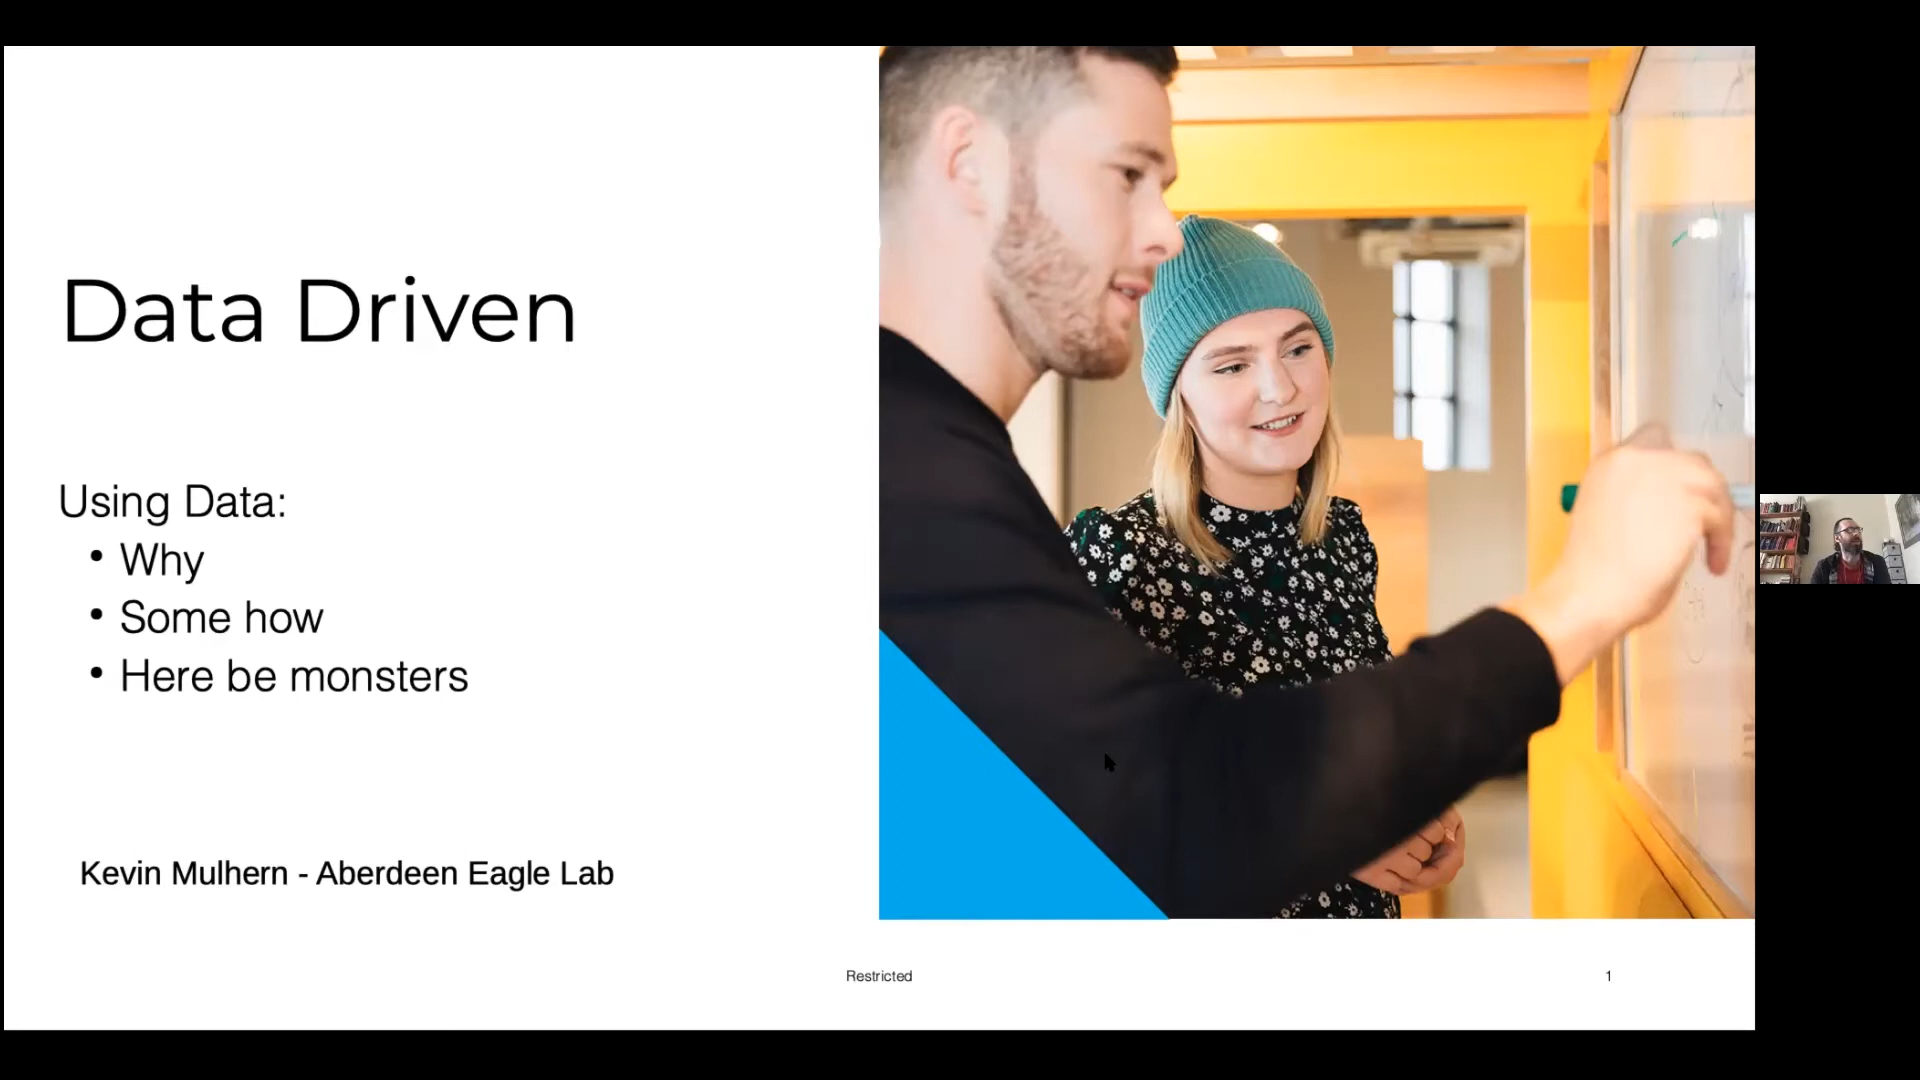 Data Driven
Using Data:
• Why
• Some how
• Here be monsters
Kevin Mulhern - Aberdeen Eagle Lab
Restricted
1